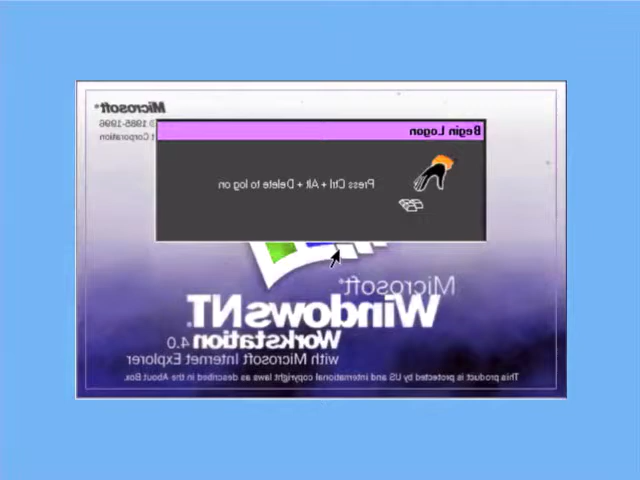 Microsoft®
© 1985-1996
t Corporation
Begin Logon
Press Ctrl + Alt + Delete to log on
Microsoft®
WindowsNT®
Workstation 4.0
with Microsoft Internet Explorer
This product is protected by US and international copyright laws as described in the About Box.